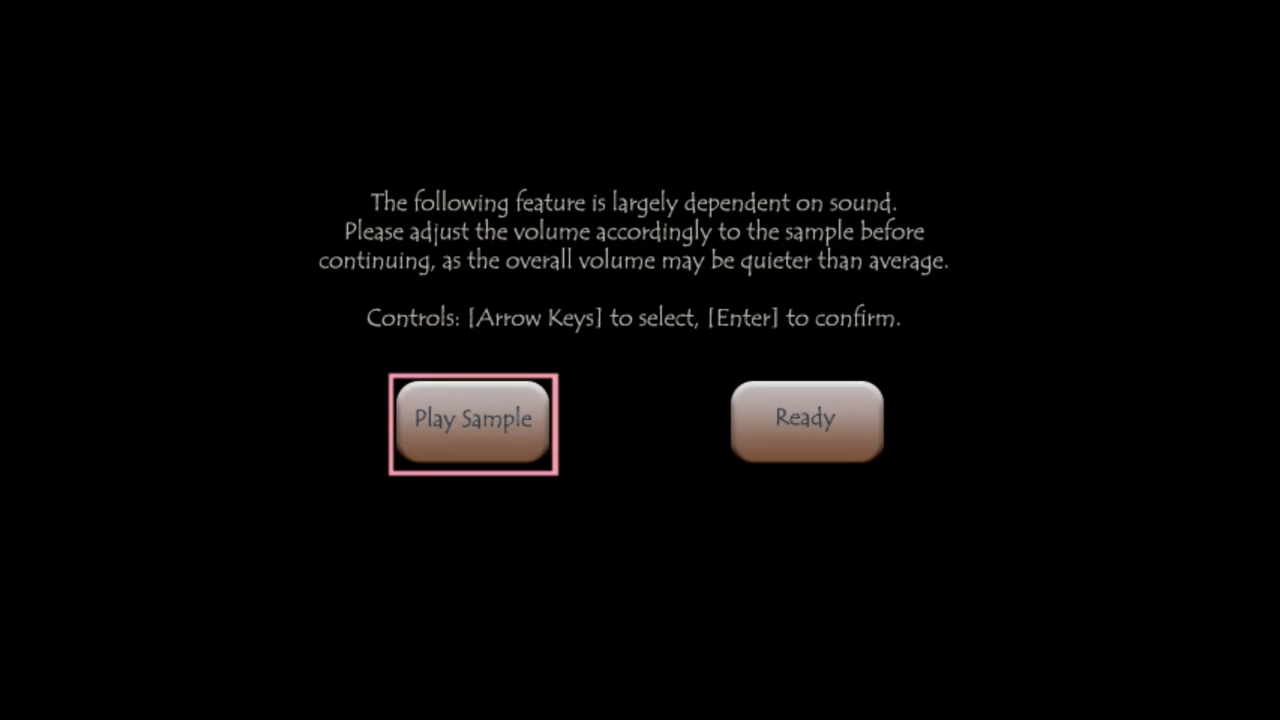 The following feature is largely dependent on sound.
Please adjust the volume accordingly to the sample before
continuing, as the overall volume may be quieter than average.
Controls: [Arrow Keys] to select, [Enter] to confirm.
Play Sample
Ready